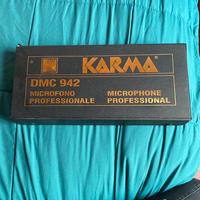 KARMA®
DMC 942
MICROFONO MICROPHONE
PROFESSIONALE PROFESSIONAL